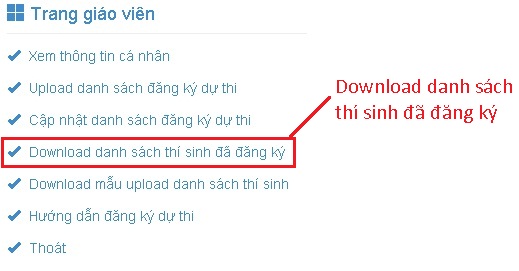 Trang giáo viên
Xem thông tin cá nhân
Upload danh sách đăng ký dự thi
Cập nhật danh sách đăng ký dự thi
Download danh sách thí sinh đã đăng ký
Download mẫu upload danh sách thí sinh
Hướng dẫn đăng ký dự thi
Thoát
Download danh sách
thí sinh đã đăng ký